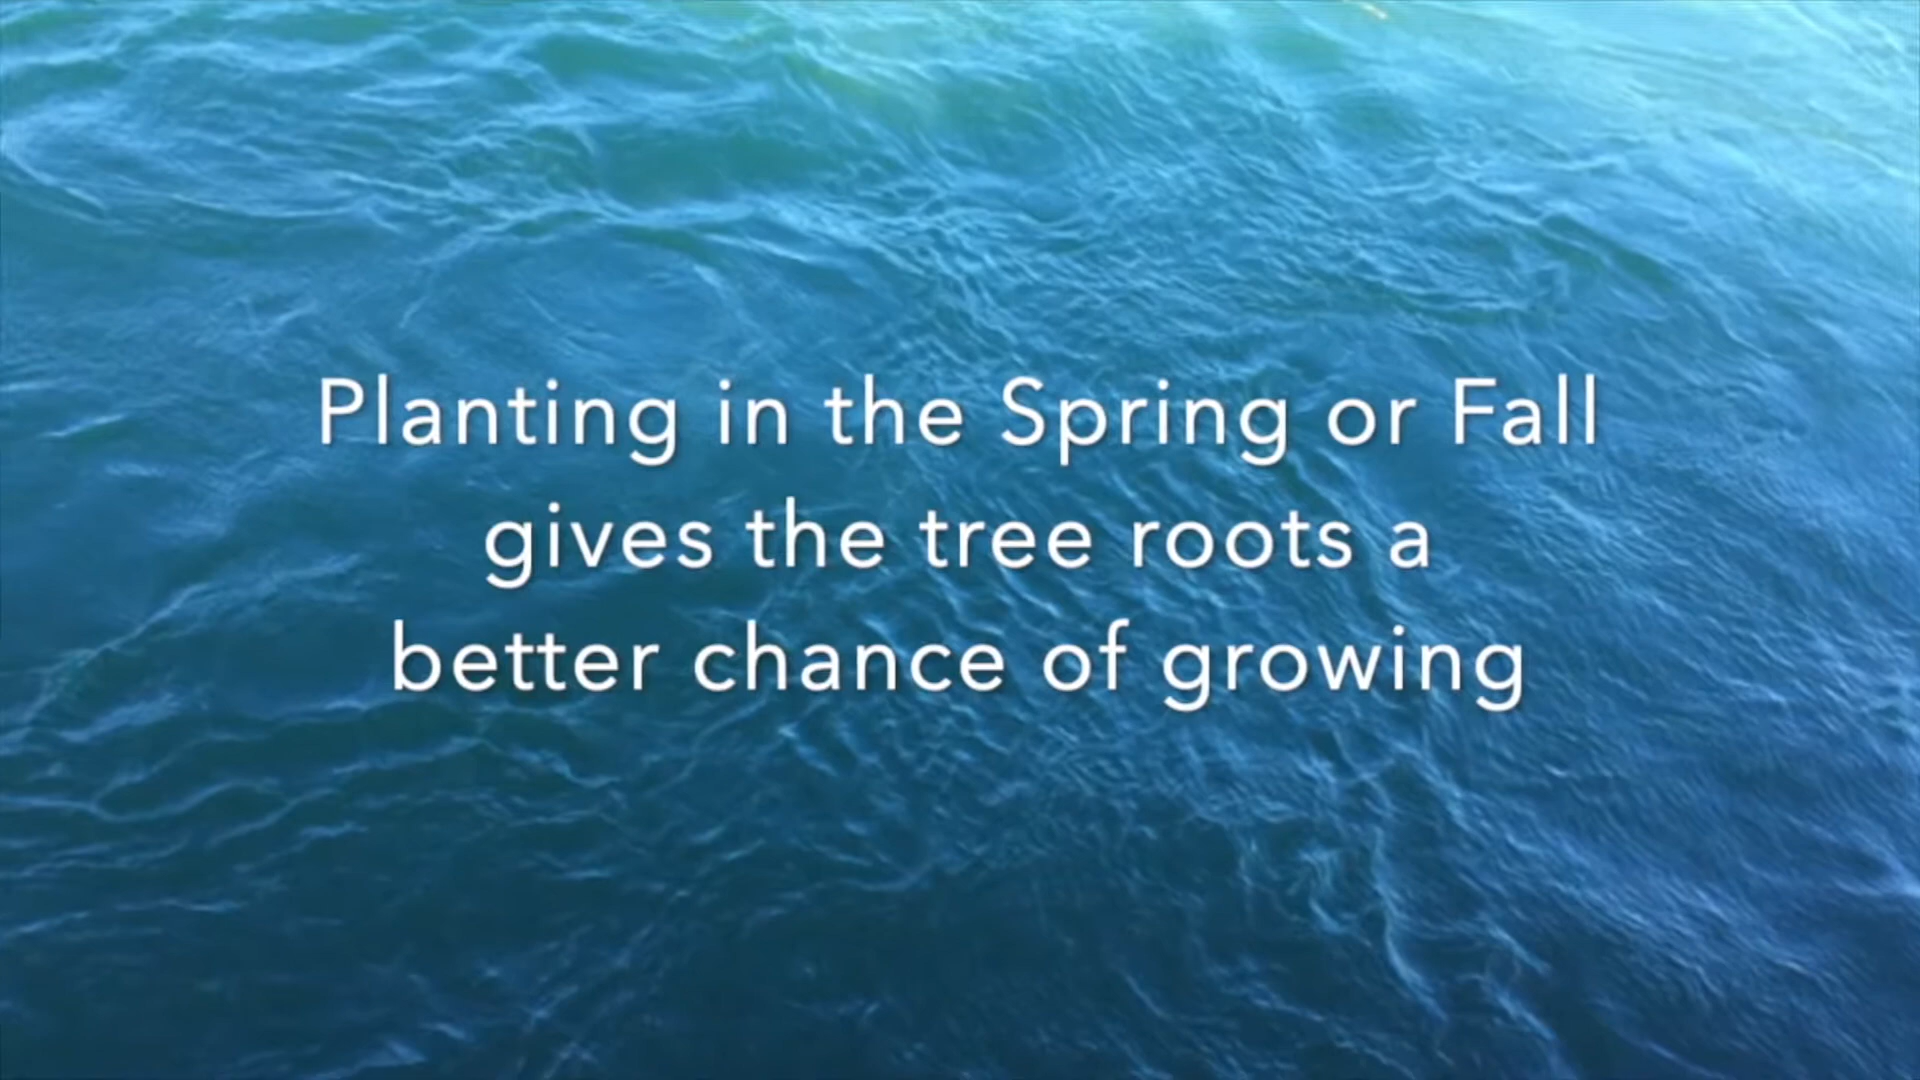 Planting in the Spring or Fall
gives the tree roots a
better chance of growing